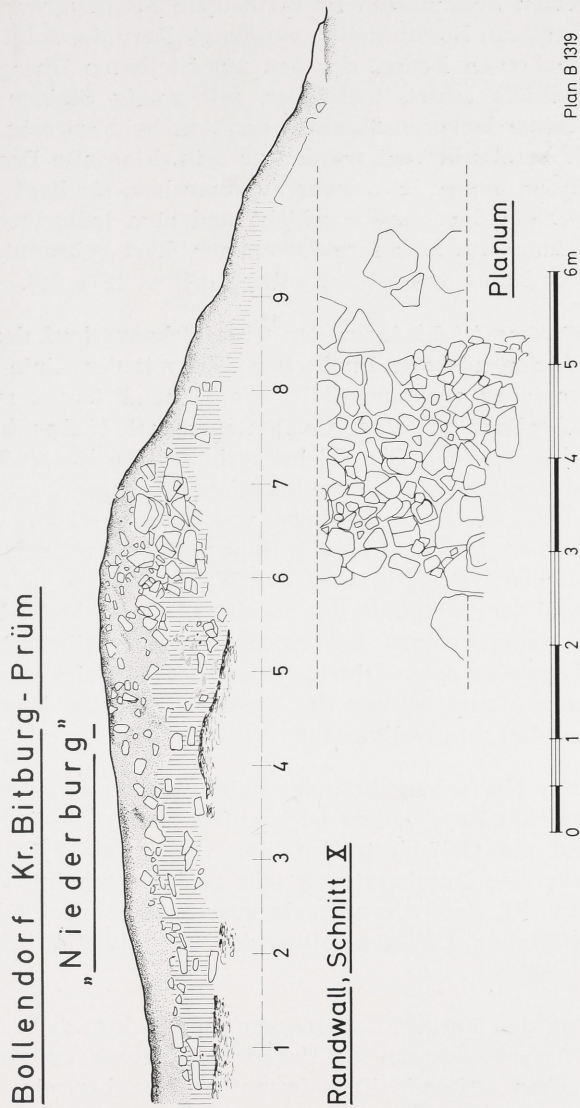 Bollendorf Kr. Bitburg-Prüm
„Niederburg”
1 2 3 4 5 6 7 8 9
Randwall, Schnitt X
Planum
0 1 2 3 4 5 6m
Plan B 1319